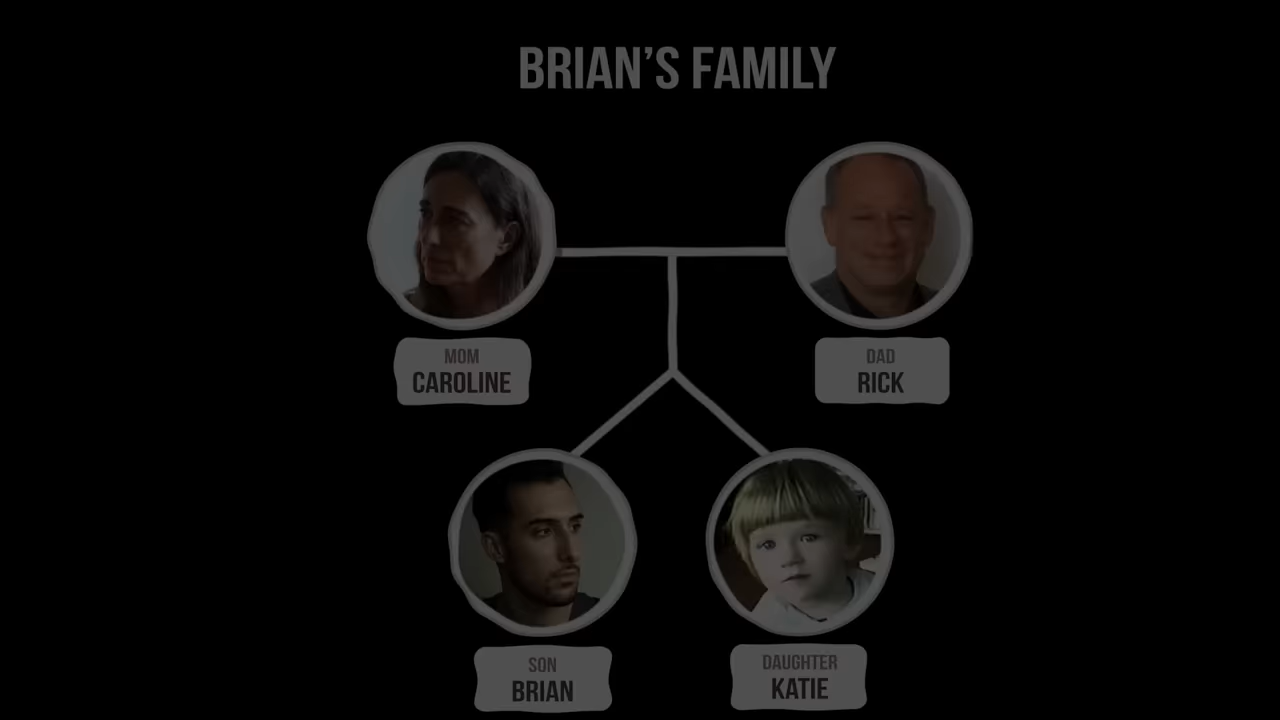 BRIAN'S FAMILY
MOM
CAROLINE
DAD
RICK
SON
BRIAN
DAUGHTER
KATIE